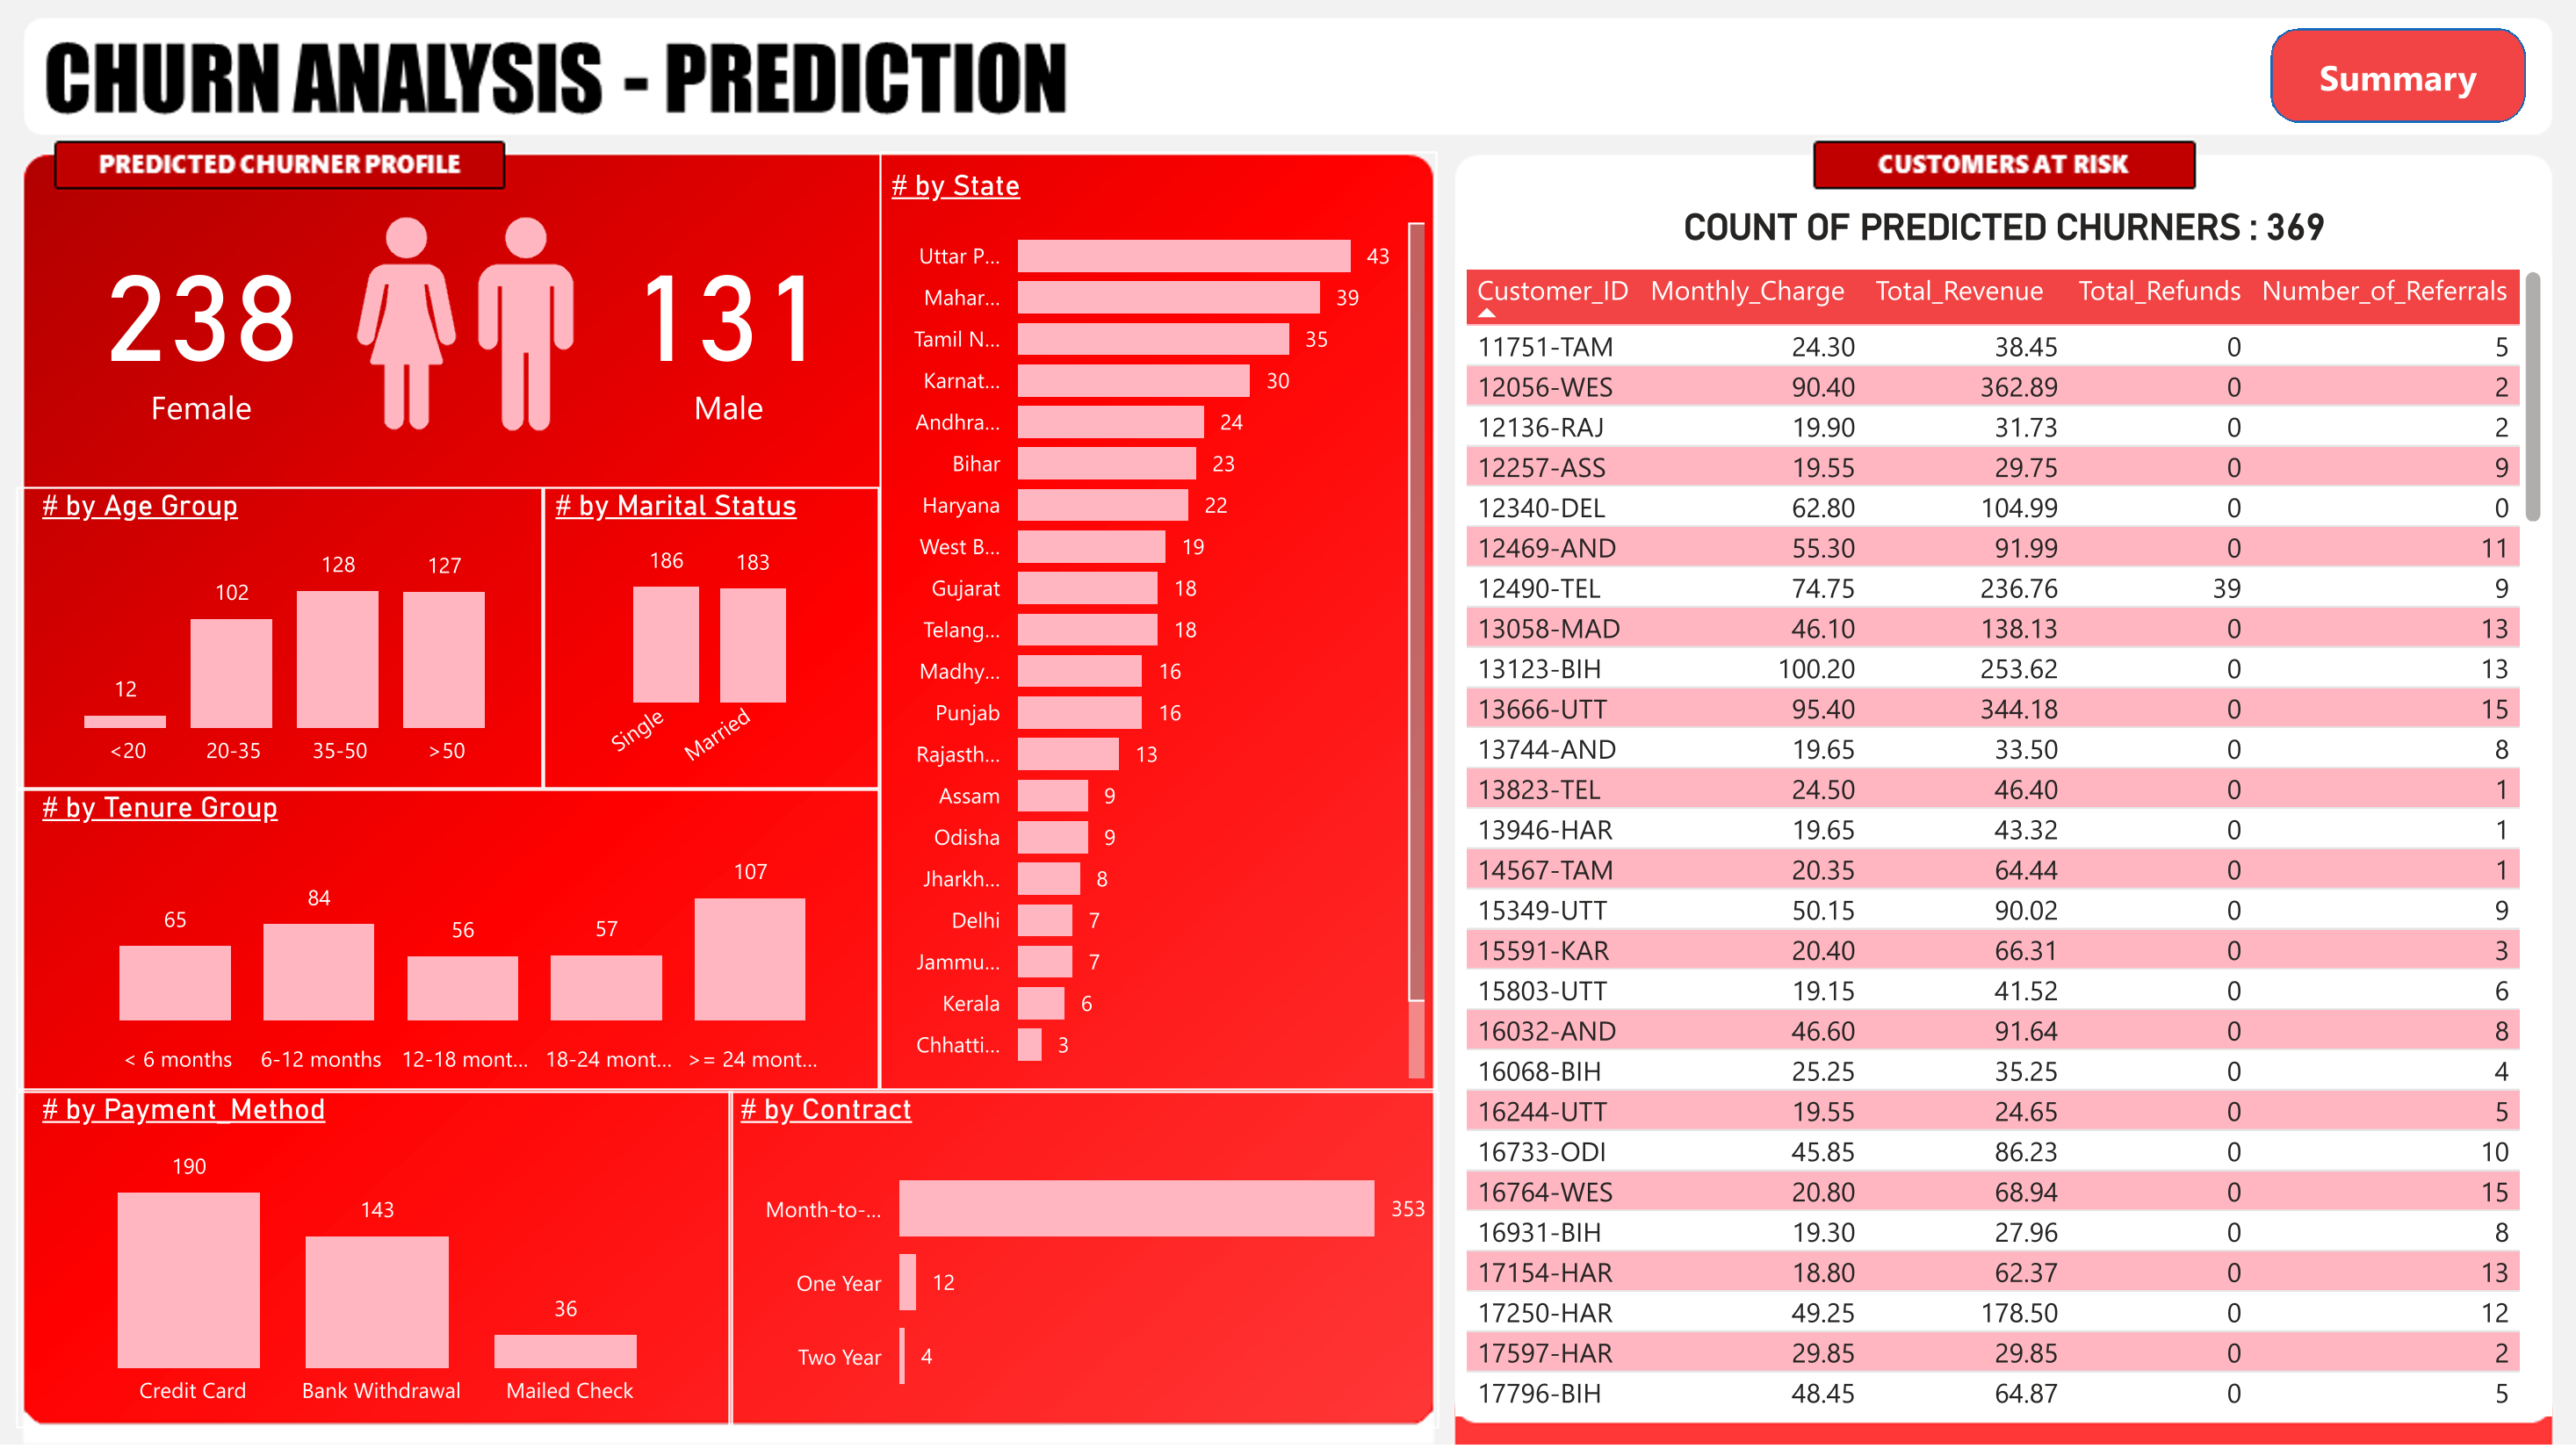 CHURN ANALYSIS - PREDICTION
Summary
PREDICTED CHURNER PROFILE
238
Female
131
Male
# by Age Group
12
102
128
127
<20
20-35
35-50
>50
# by Marital Status
186
183
Single
Married
# by Tenure Group
65
84
56
57
107
< 6 months
6-12 months
12-18 mont...
18-24 mont...
>= 24 mont...
# by State
Uttar P... 43
Mahar... 39
Tamil N... 35
Karnat... 30
Andhra... 24
Bihar 23
Haryana 22
West B... 19
Gujarat 18
Telang... 18
Madhy... 16
Punjab 16
Rajasth... 13
Assam 9
Odisha 9
Jharkh... 8
Delhi 7
Jammu... 7
Kerala 6
Chhatti... 3
# by Payment_Method
190
143
36
Credit Card
Bank Withdrawal
Mailed Check
# by Contract
Month-to-... 353
One Year 12
Two Year 4
CUSTOMERS AT RISK
COUNT OF PREDICTED CHURNERS : 369
Customer_ID Monthly_Charge Total_Revenue Total_Refunds Number_of_Referrals
11751-TAM 24.30 38.45 0 5
12056-WES 90.40 362.89 0 2
12136-RAJ 19.90 31.73 0 2
12257-ASS 19.55 29.75 0 9
12340-DEL 62.80 104.99 0 0
12469-AND 55.30 91.99 0 11
12490-TEL 74.75 236.76 39 9
13058-MAD 46.10 138.13 0 13
13123-BIH 100.20 253.62 0 13
13666-UTT 95.40 344.18 0 15
13744-AND 19.65 33.50 0 8
13823-TEL 24.50 46.40 0 1
13946-HAR 19.65 43.32 0 1
14567-TAM 20.35 64.44 0 1
15349-UTT 50.15 90.02 0 9
15591-KAR 20.40 66.31 0 3
15803-UTT 19.15 41.52 0 6
16032-AND 46.60 91.64 0 8
16068-BIH 25.25 35.25 0 4
16244-UTT 19.55 24.65 0 5
16733-ODI 45.85 86.23 0 10
16764-WES 20.80 68.94 0 15
16931-BIH 19.30 27.96 0 8
17154-HAR 18.80 62.37 0 13
17250-HAR 49.25 178.50 0 12
17597-HAR 29.85 29.85 0 2
17796-BIH 48.45 64.87 0 5